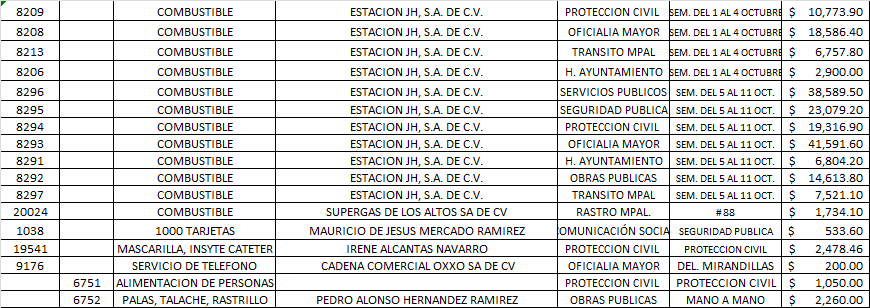 8209 COMBUSTIBLE ESTACION JH, S.A. DE C.V. PROTECCION CIVIL SEM. DEL 1 AL 4 OCTUBRE $ 10,773.90
8208 COMBUSTIBLE ESTACION JH, S.A. DE C.V. OFICIALIA MAYOR SEM. DEL 1 AL 4 OCTUBRE $ 18,586.40
8213 COMBUSTIBLE ESTACION JH, S.A. DE C.V. TRANSITO MPAL SEM. DEL 1 AL 4 OCTUBRE $ 6,757.80
8206 COMBUSTIBLE ESTACION JH, S.A. DE C.V. H. AYUNTAMIENTO SEM. DEL 1 AL 4 OCTUBRE $ 2,900.00
8296 COMBUSTIBLE ESTACION JH, S.A. DE C.V. SERVICIOS PUBLICOS SEM. DEL 5 AL 11 OCT. $ 38,589.50
8295 COMBUSTIBLE ESTACION JH, S.A. DE C.V. SEGURIDAD PUBLICA SEM. DEL 5 AL 11 OCT. $ 23,079.20
8294 COMBUSTIBLE ESTACION JH, S.A. DE C.V. PROTECCION CIVIL SEM. DEL 5 AL 11 OCT. $ 19,316.90
8293 COMBUSTIBLE ESTACION JH, S.A. DE C.V. OFICIALIA MAYOR SEM. DEL 5 AL 11 OCT. $ 41,591.60
8291 COMBUSTIBLE ESTACION JH, S.A. DE C.V. H. AYUNTAMIENTO SEM. DEL 5 AL 11 OCT. $ 6,804.20
8292 COMBUSTIBLE ESTACION JH, S.A. DE C.V. OBRAS PUBLICAS SEM. DEL 5 AL 11 OCT. $ 14,613.80
8297 COMBUSTIBLE ESTACION JH, S.A. DE C.V. TRANSITO MPAL SEM. DEL 5 AL 11 OCT. $ 7,521.10
20024 COMBUSTIBLE SUPERGAS DE LOS ALTOS SA DE CV RASTRO MPAL. #88 $ 1,734.10
1038 1000 TARJETAS MAURICIO DE JESUS MERCADO RAMIREZ COMUNICACIÓN SOCIA SEGURIDAD PUBLICA $ 533.60
19541 MASCARILLA, INSYTE CATETER IRENE ALCANTAS NAVARRO PROTECCION CIVIL PROTECCION CIVIL $ 2,478.46
9176 SERVICIO DE TELEFONO CADENA COMERCIAL OXXO SA DE CV OFICIALIA MAYOR DEL. MIRANDILLAS $ 200.00
6751 ALIMENTACION DE PERSONAS PROTECCION CIVIL PROTECCION CIVIL $ 1,050.00
6752 PALAS, TALACHE, RASTRILLO PEDRO ALONSO HERNANDEZ RAMIREZ OBRAS PUBLICAS MANO A MANO $ 2,260.00